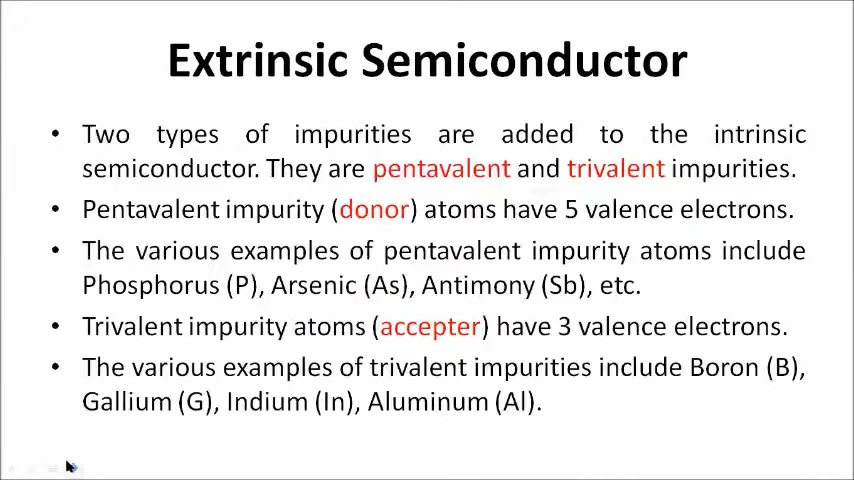 Extrinsic Semiconductor
• Two types of impurities are added to the intrinsic
semiconductor. They are pentavalent and trivalent impurities.
• Pentavalent impurity (donor) atoms have 5 valence electrons.
• The various examples of pentavalent impurity atoms include
Phosphorus (P), Arsenic (As), Antimony (Sb), etc.
• Trivalent impurity atoms (accepter) have 3 valence electrons.
• The various examples of trivalent impurities include Boron (B),
Gallium (G), Indium (In), Aluminum (Al).